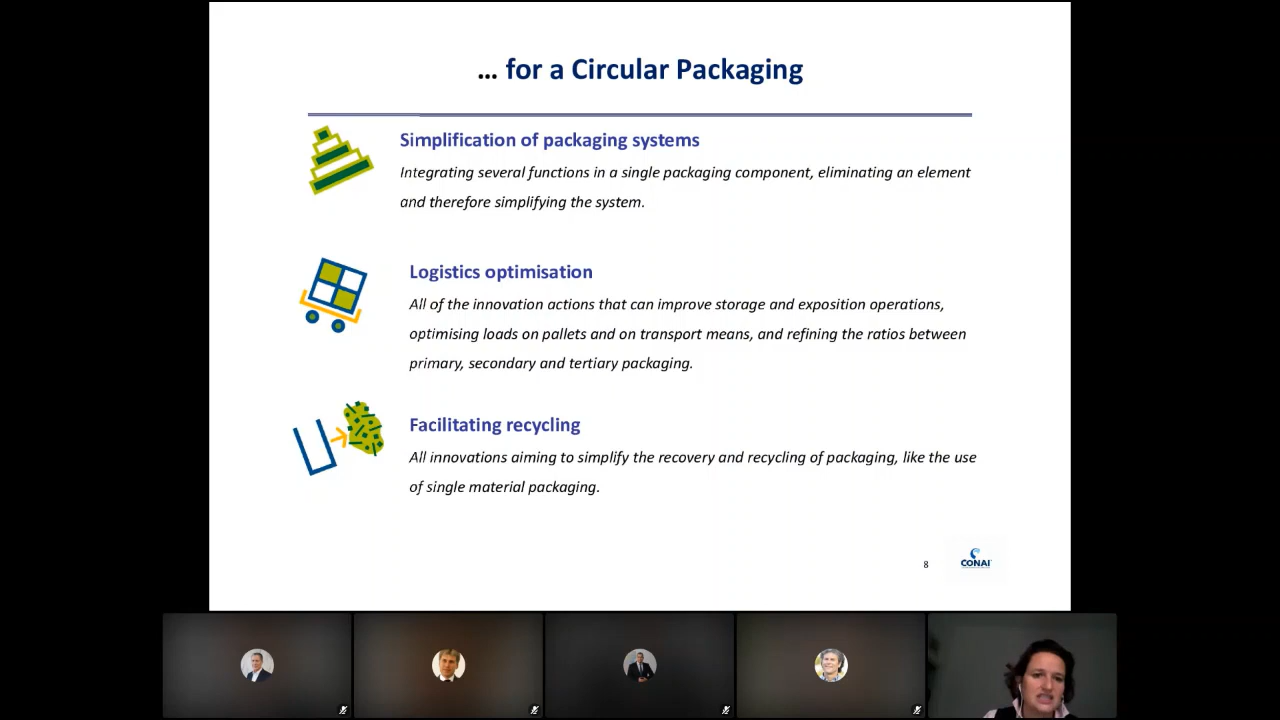 … for a Circular Packaging
Simplification of packaging systems
Integrating several functions in a single packaging component, eliminating an element
and therefore simplifying the system.
Logistics optimisation
All of the innovation actions that can improve storage and exposition operations,
optimising loads on pallets and on transport means, and refining the ratios between
primary, secondary and tertiary packaging.
Facilitating recycling
All innovations aiming to simplify the recovery and recycling of packaging, like the use
of single material packaging.
8
CONAI